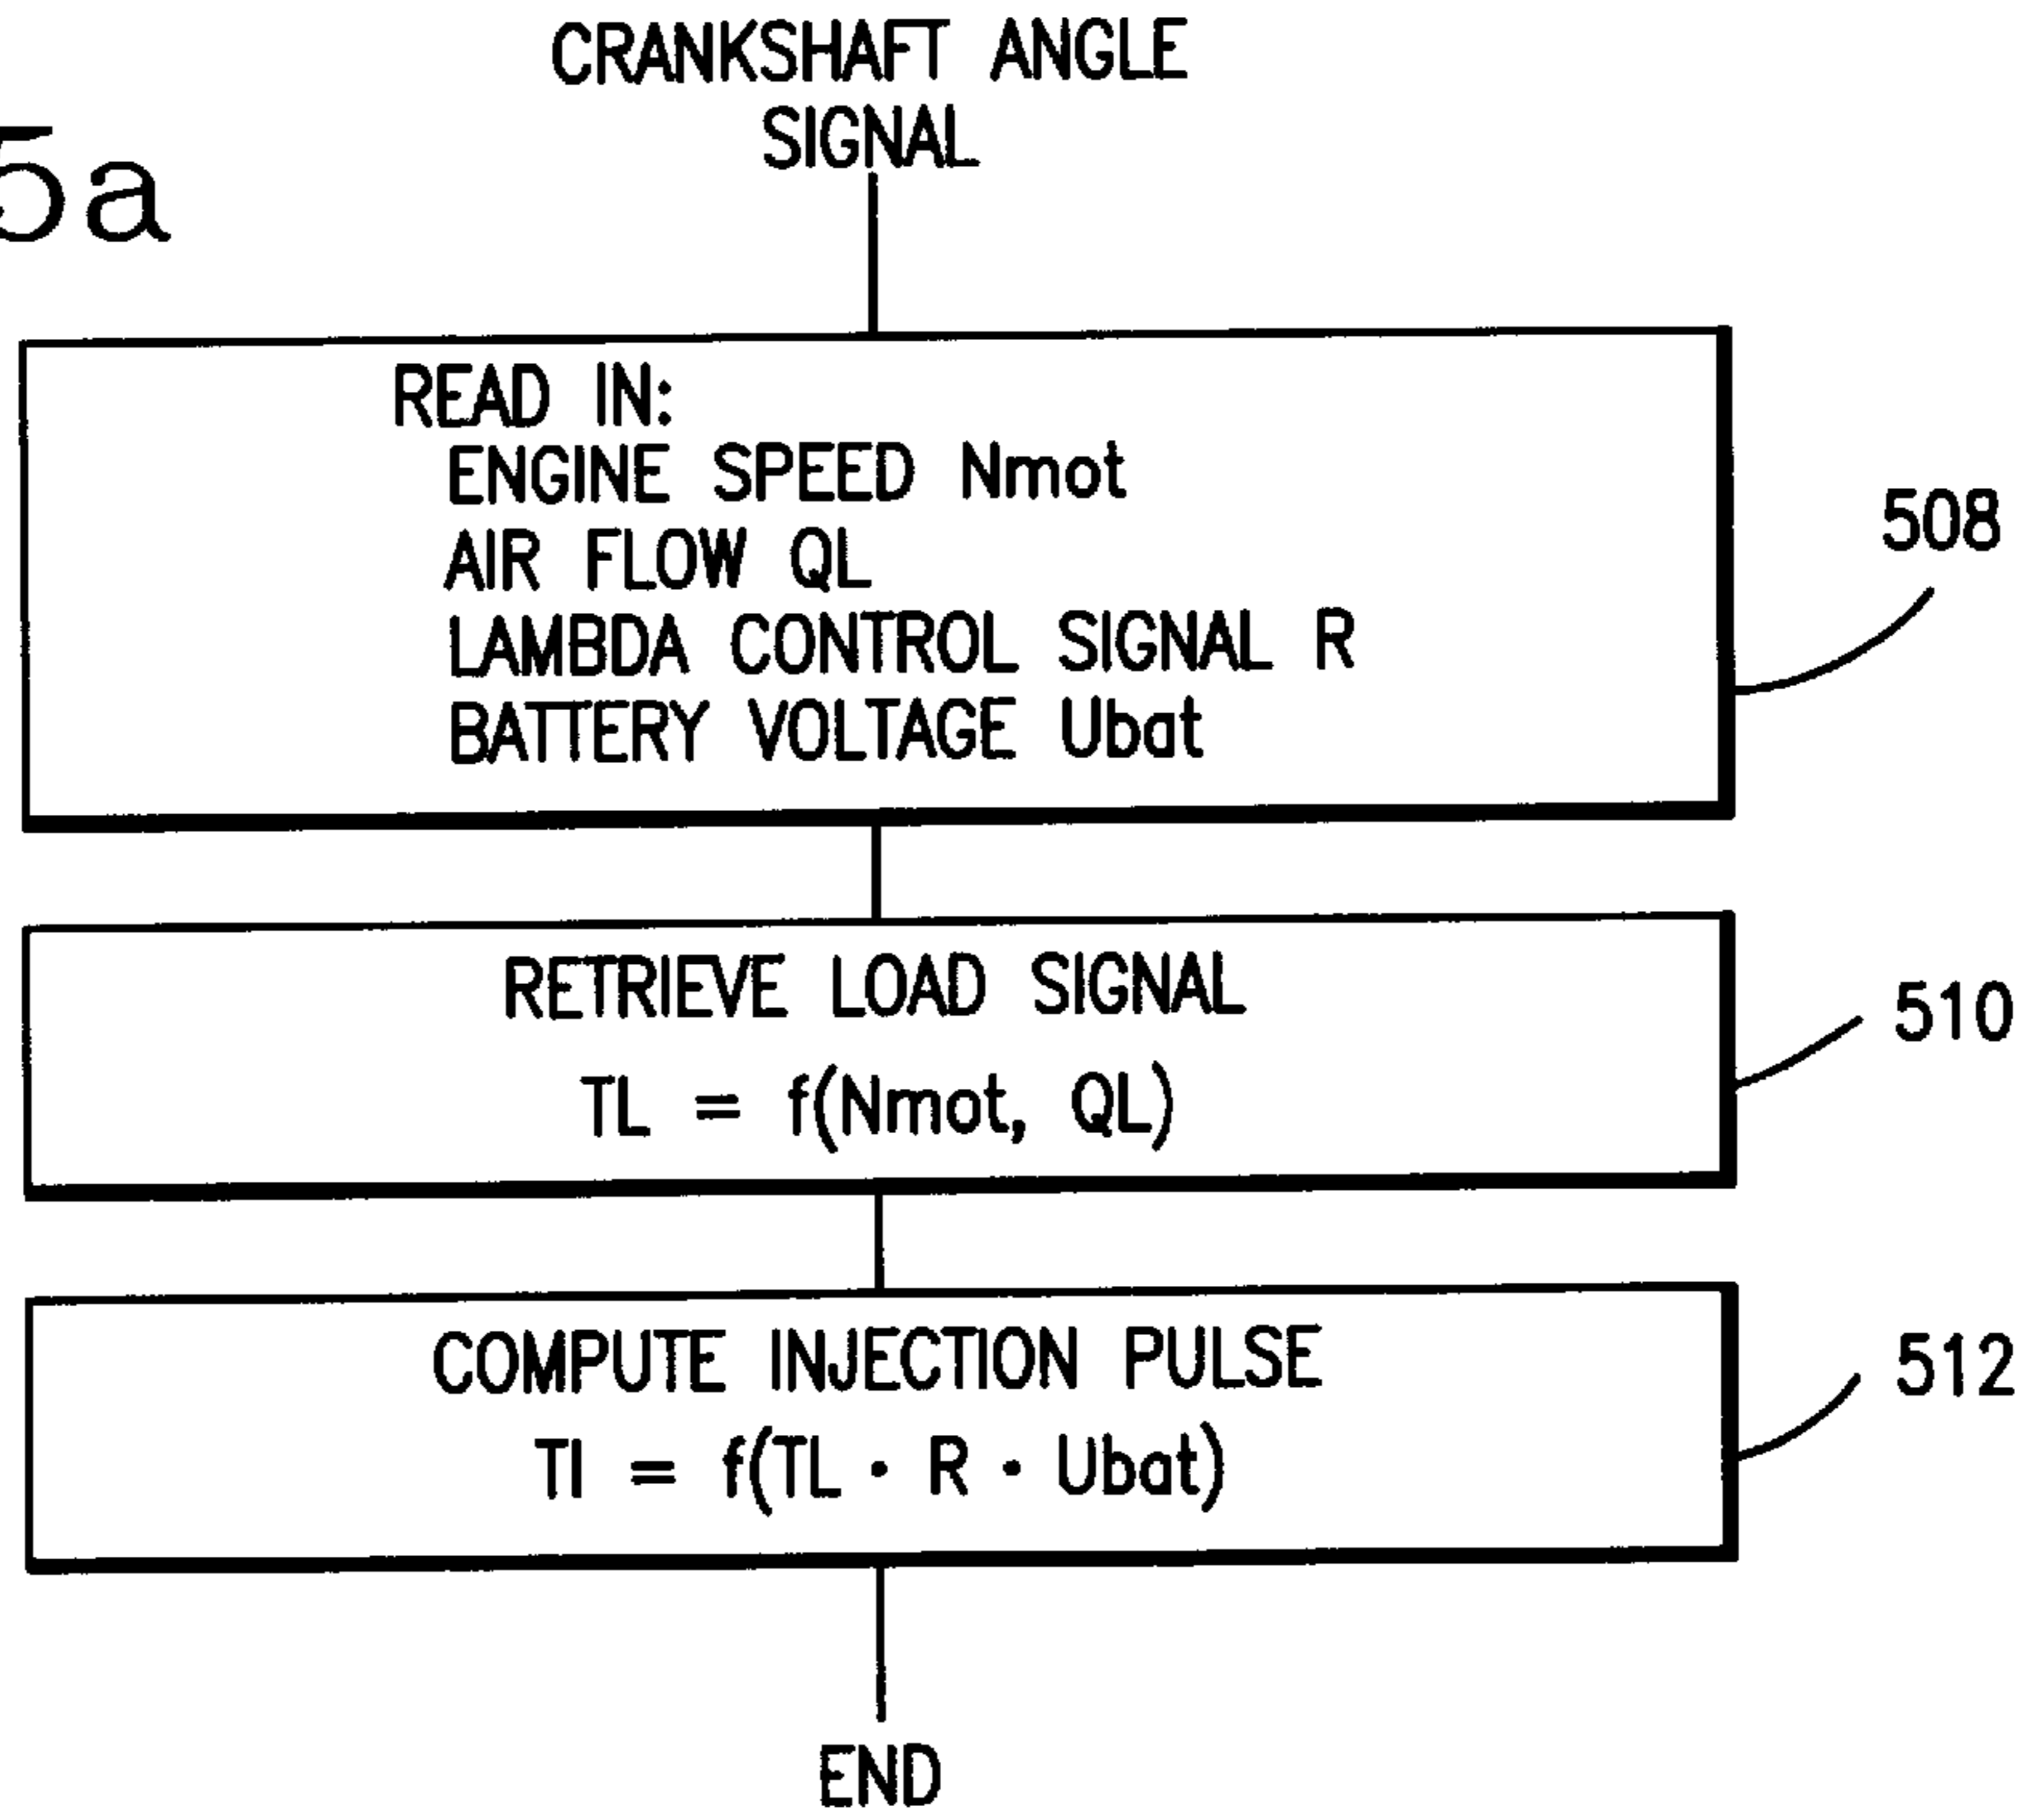 CRANKSHAFT ANGLE
SIGNAL
5a
READ IN:
ENGINE SPEED Nmot
AIR FLOW QL
LAMBDA CONTROL SIGNAL R
BATTERY VOLTAGE Ubat
508
RETRIEVE LOAD SIGNAL
TL = f(Nmot, QL)
510
COMPUTE INJECTION PULSE
TI = f(TL · R · Ubat)
512
END